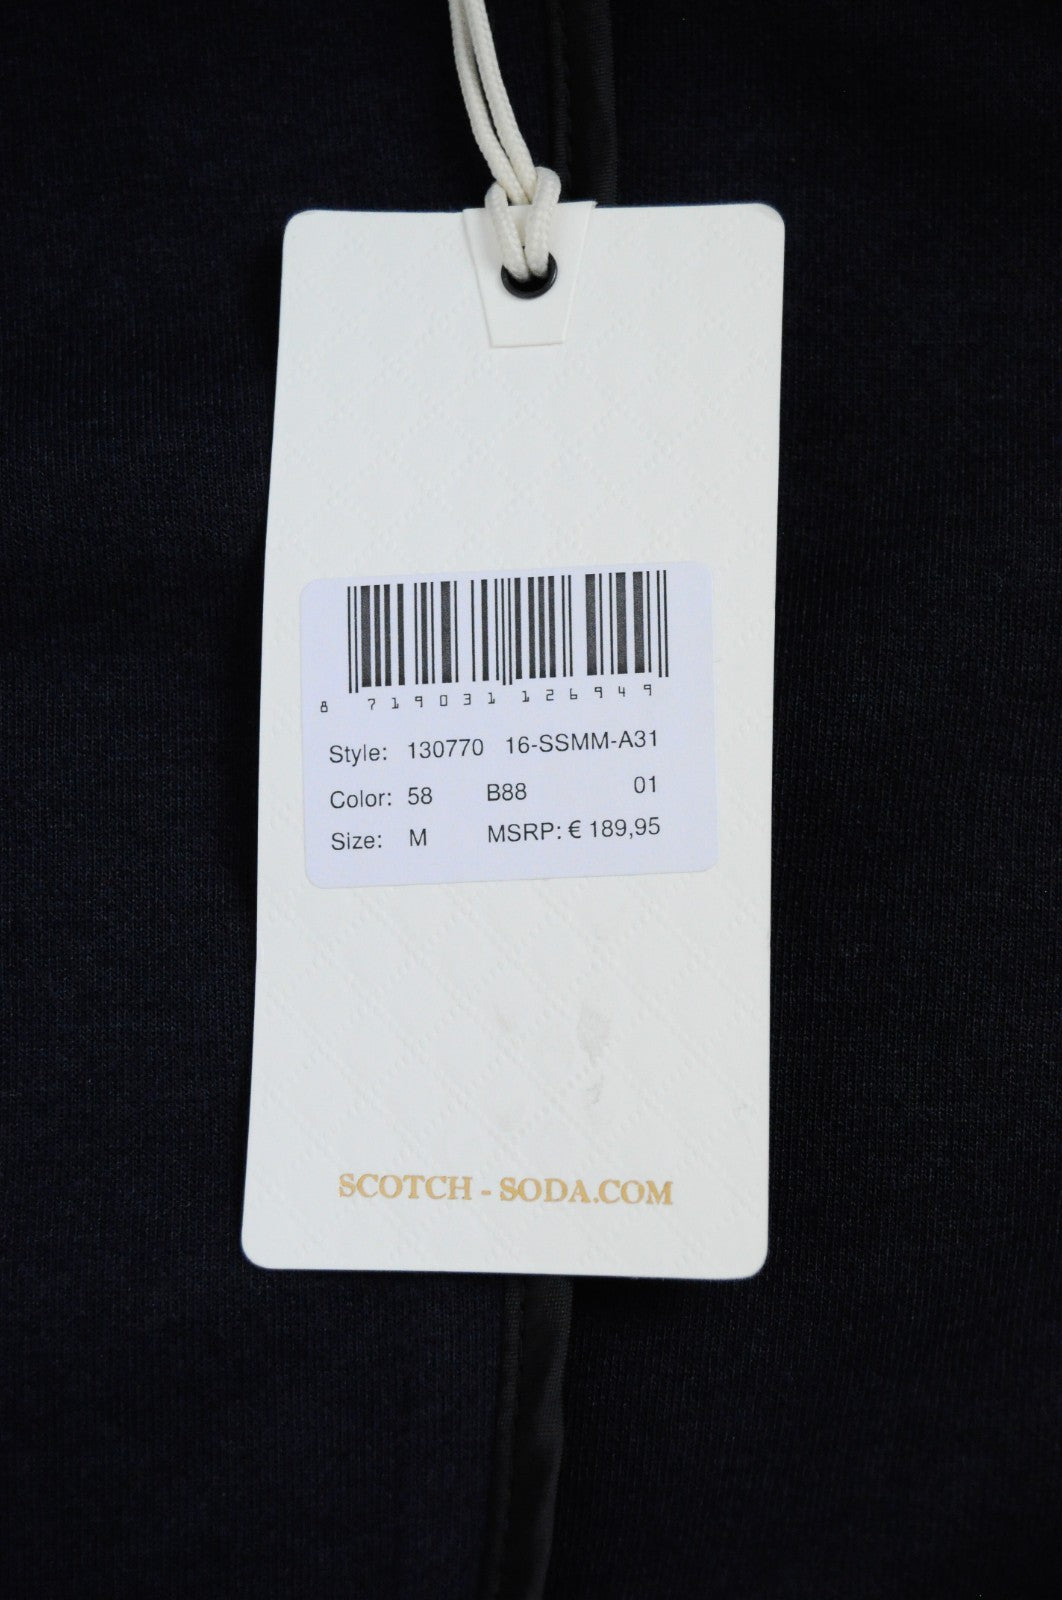 8 719031 126949
Style: 130770 16-SSMM-A31
Color: 58 B88 01
Size: M MSRP: € 189,95
SCOTCH - SODA.COM